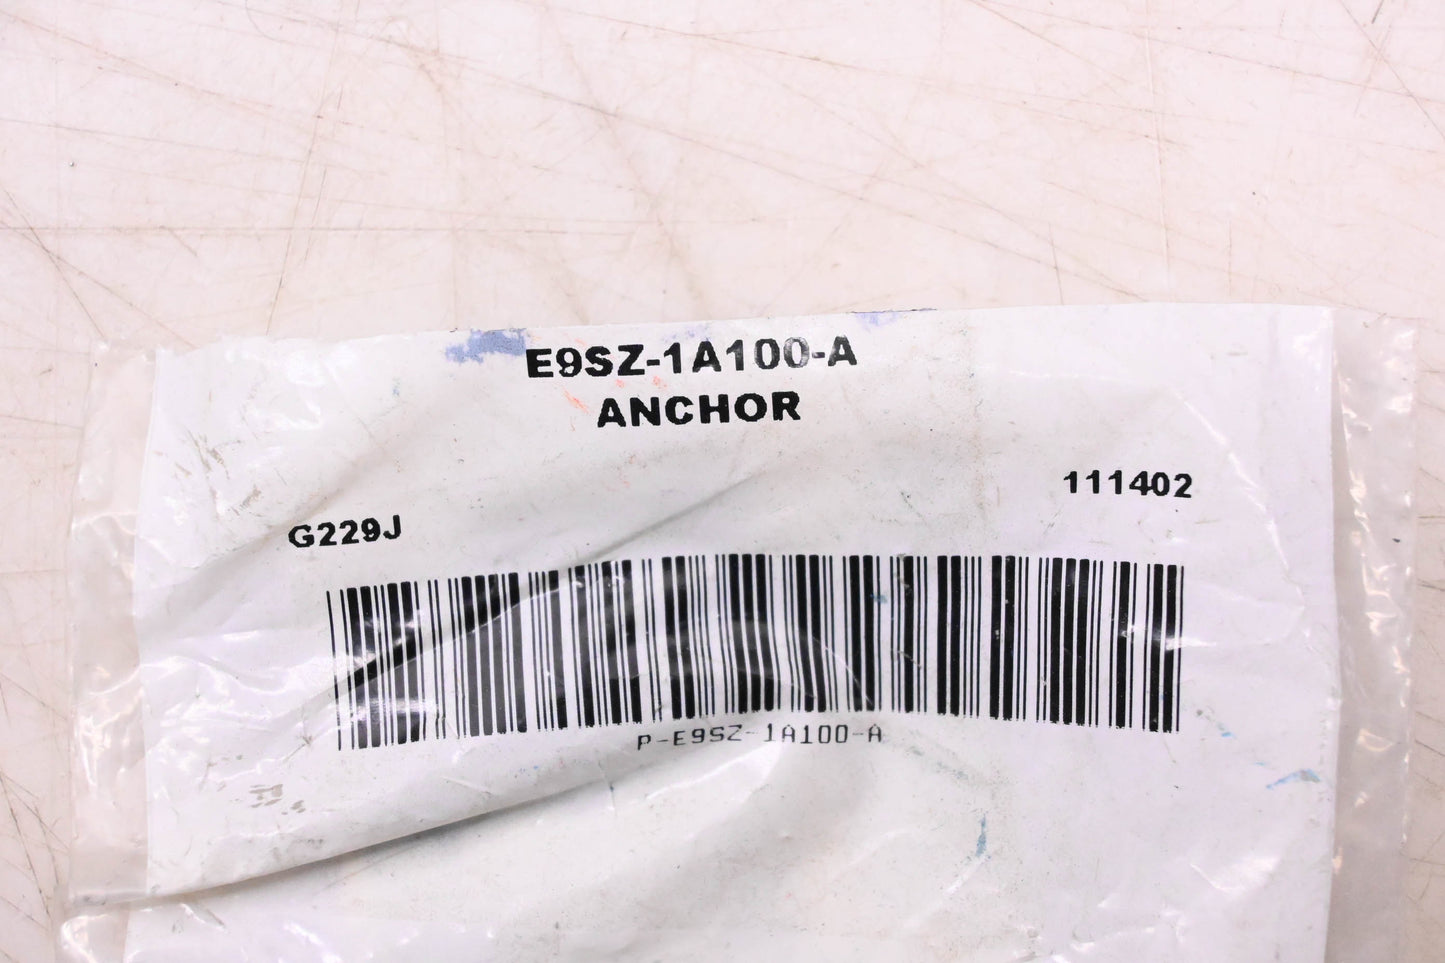 E9SZ-1A100-A
ANCHOR
111402
G229J
P-E9SZ-1A100-A